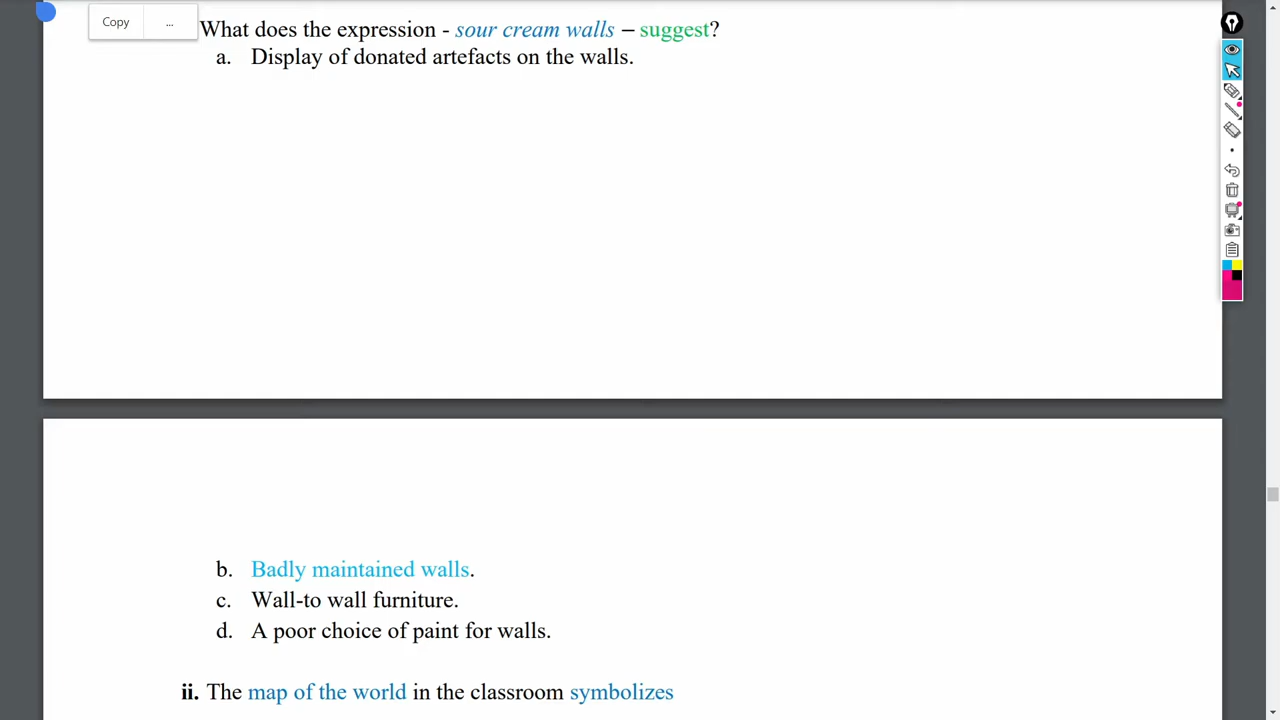 Copy
...
What does the expression - sour cream walls – suggest?
a. Display of donated artefacts on the walls.
b. Badly maintained walls.
c. Wall-to wall furniture.
d. A poor choice of paint for walls.
ii. The map of the world in the classroom symbolizes